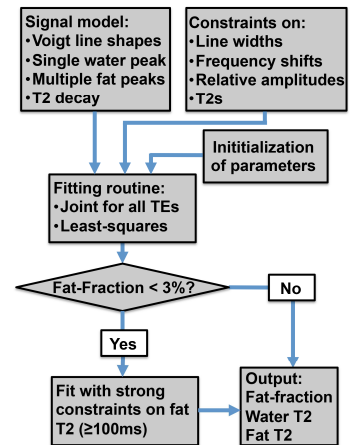 Signal model:
•Voigt line shapes
•Single water peak
•Multiple fat peaks
•T2 decay
Constraints on:
•Line widths
•Frequency shifts
•Relative amplitudes
•T2s
Inititialization
of parameters
Fitting routine:
•Joint for all TEs
•Least-squares
Fat-Fraction < 3%?
No
Yes
Fit with strong
constraints on fat
T2 (≥100ms)
Output:
Fat-fraction
Water T2
Fat T2